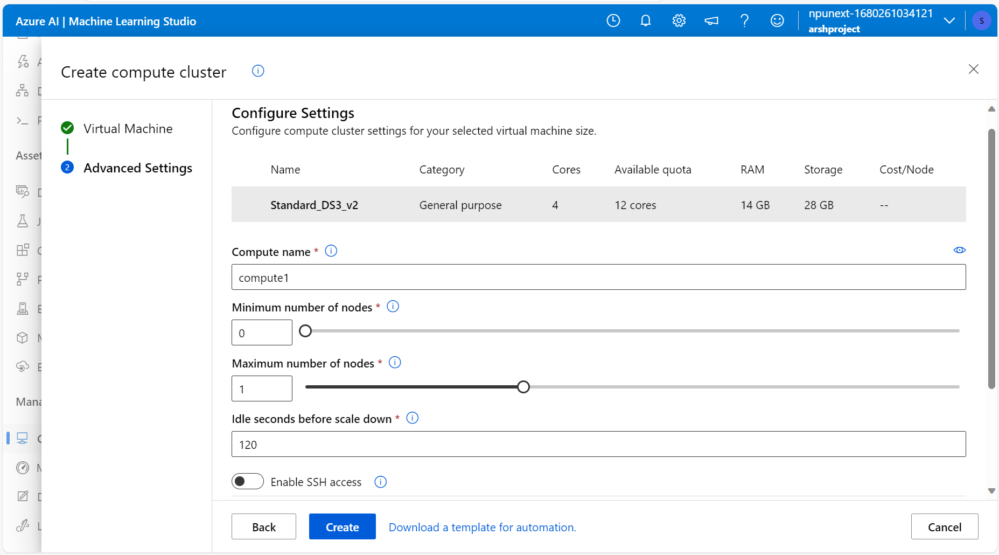 Azure AI | Machine Learning Studio
npunext-1680261034121
arshproject
S
Create compute cluster
Virtual Machine
2 Advanced Settings
Configure Settings
Configure compute cluster settings for your selected virtual machine size.
Name Category Cores Available quota RAM Storage Cost/Node
Standard_DS3_v2 General purpose 4 12 cores 14 GB 28 GB --
Compute name *
compute1
Minimum number of nodes *
0
Maximum number of nodes *
1
Idle seconds before scale down *
120
Enable SSH access
Back Create Download a template for automation. Cancel